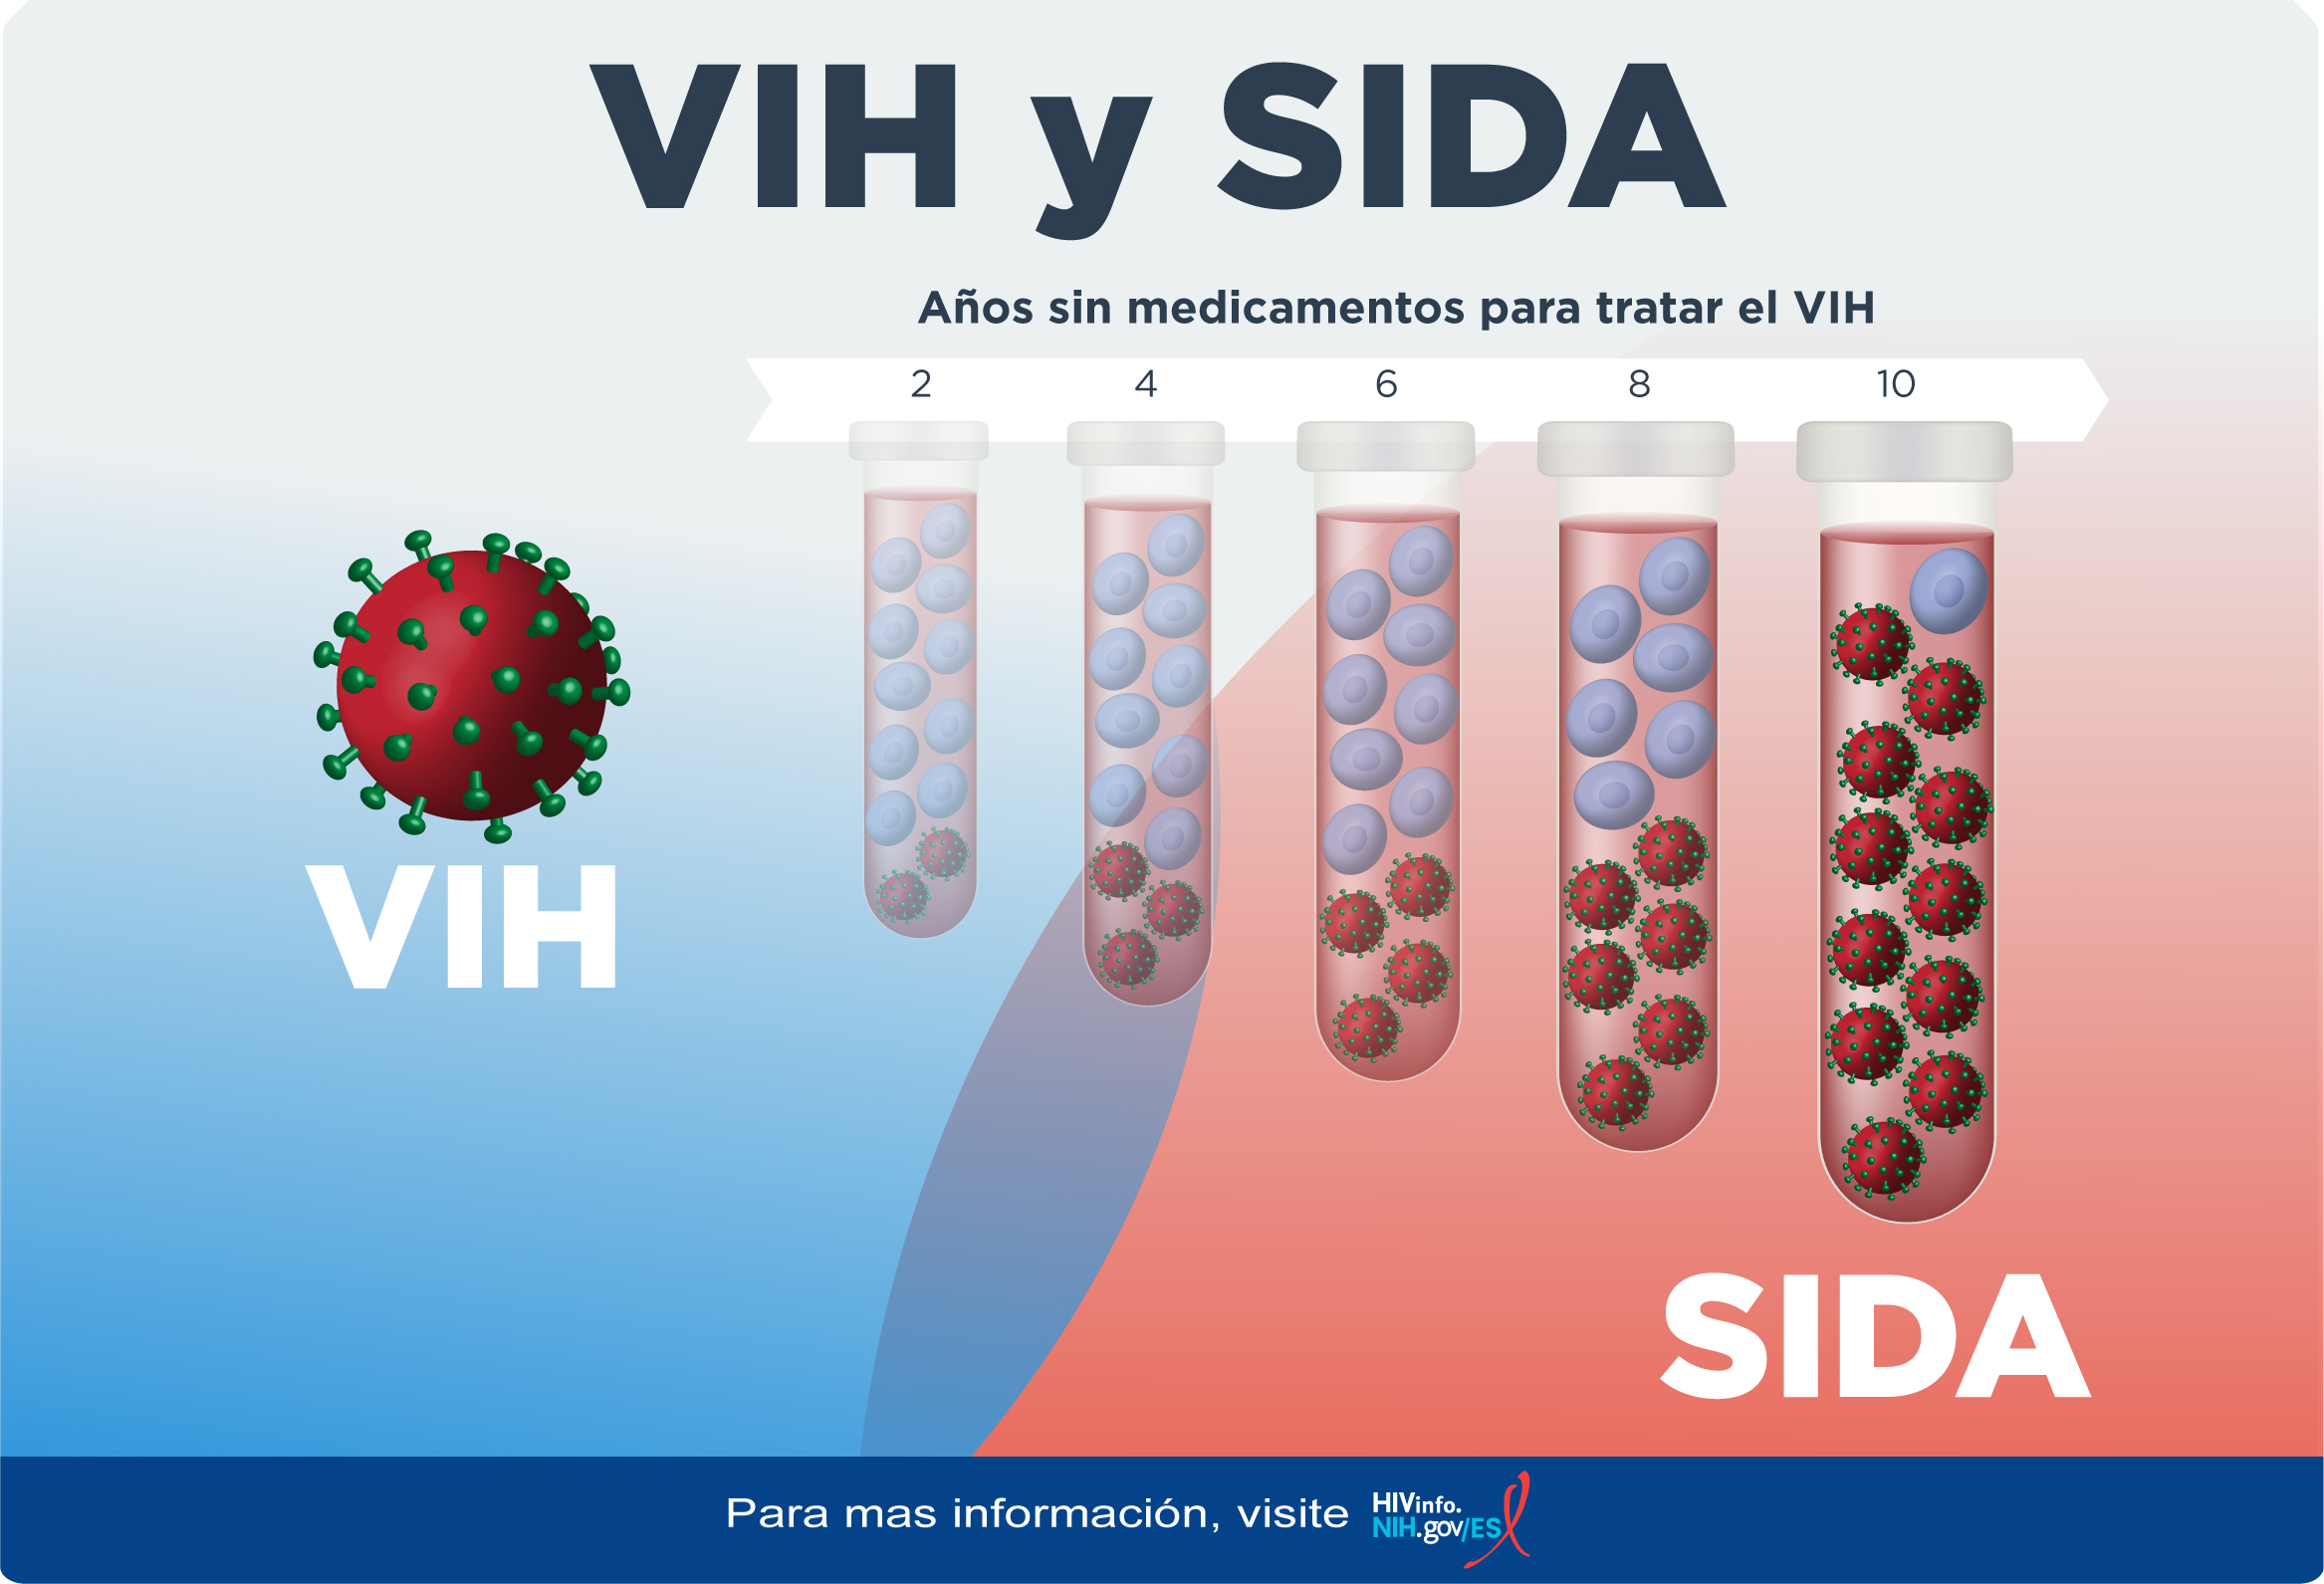 VIH y SIDA
Años sin medicamentos para tratar el VIH
2 4 6 8 10
VIH
SIDA
Para mas información, visite
HIVinfo.
NIH.gov/ES